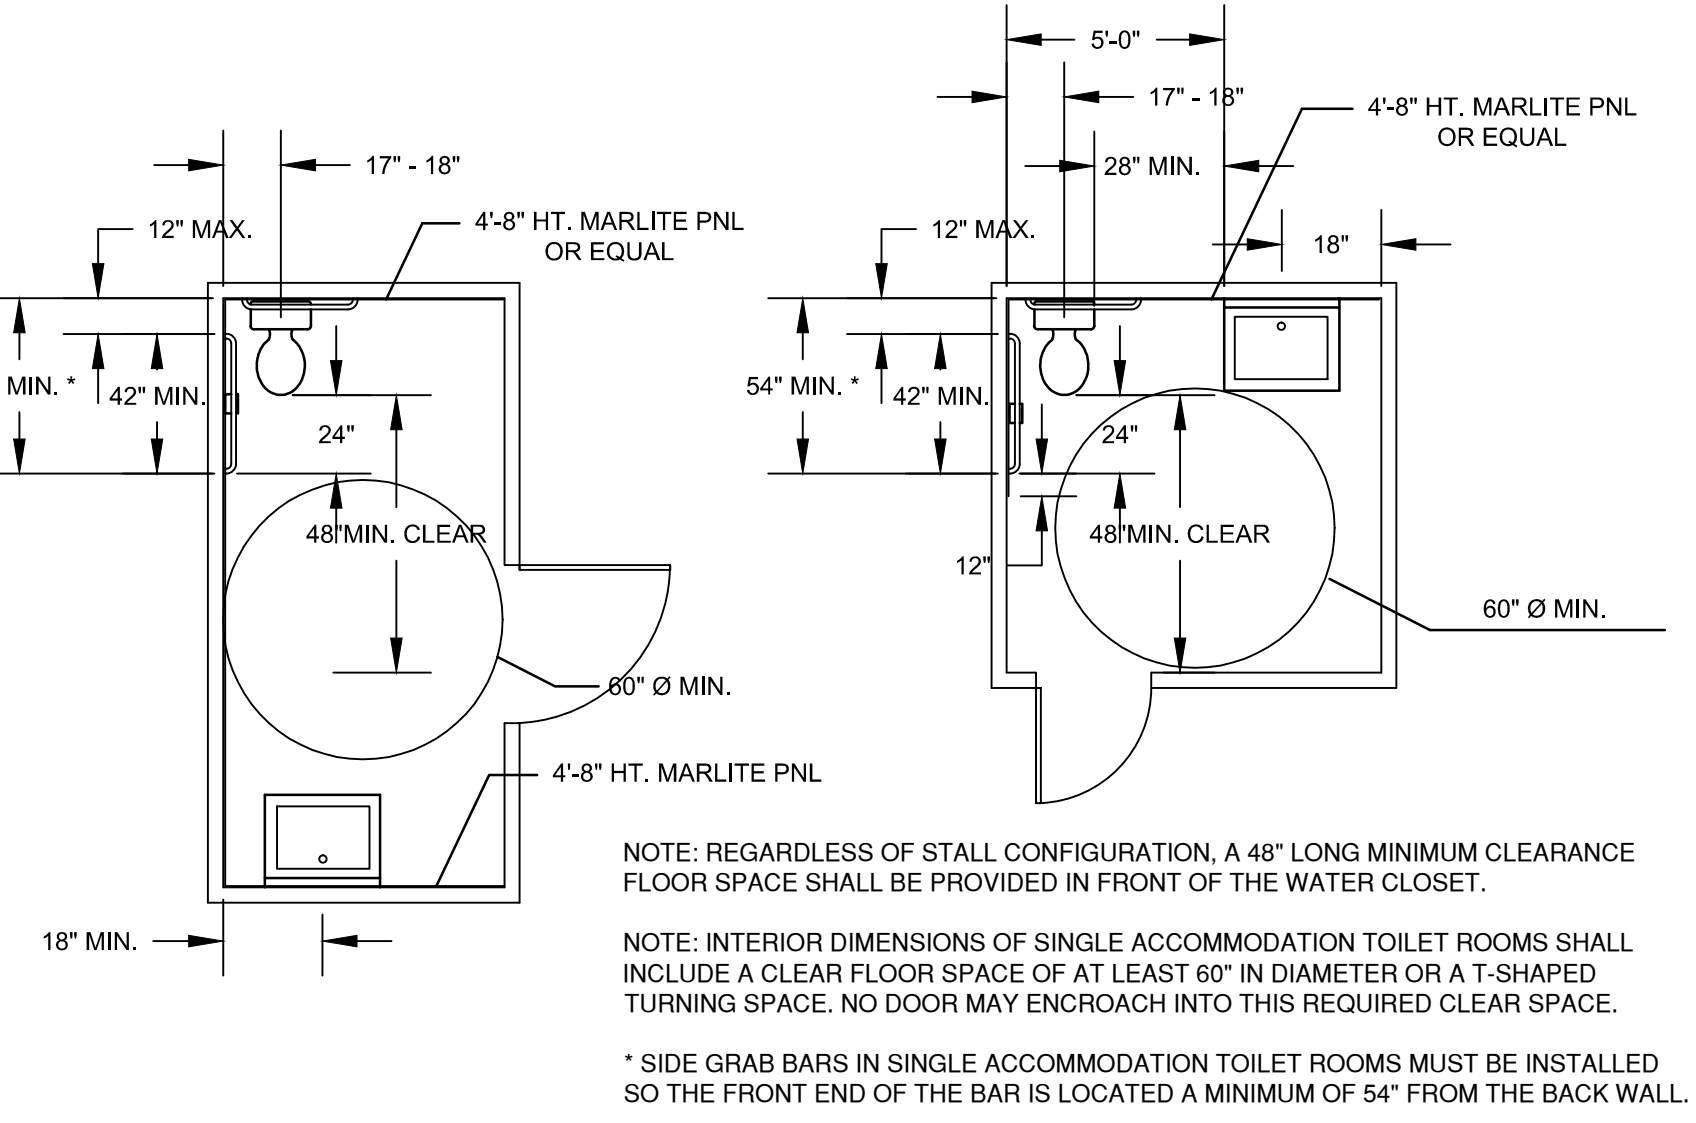 17" - 18"
12" MAX.
4'-8" HT. MARLITE PNL
OR EQUAL
MIN. *
42" MIN.
24"
48"MIN. CLEAR
60" Ø MIN.
4'-8" HT. MARLITE PNL
18" MIN.
5'-0"
17" - 18"
4'-8" HT. MARLITE PNL
OR EQUAL
28" MIN.
12" MAX.
18"
54" MIN. *
42" MIN.
24"
48"MIN. CLEAR
12"
60" Ø MIN.
NOTE: REGARDLESS OF STALL CONFIGURATION, A 48" LONG MINIMUM CLEARANCE
FLOOR SPACE SHALL BE PROVIDED IN FRONT OF THE WATER CLOSET.
NOTE: INTERIOR DIMENSIONS OF SINGLE ACCOMMODATION TOILET ROOMS SHALL
INCLUDE A CLEAR FLOOR SPACE OF AT LEAST 60" IN DIAMETER OR A T-SHAPED
TURNING SPACE. NO DOOR MAY ENCROACH INTO THIS REQUIRED CLEAR SPACE.
* SIDE GRAB BARS IN SINGLE ACCOMMODATION TOILET ROOMS MUST BE INSTALLED
SO THE FRONT END OF THE BAR IS LOCATED A MINIMUM OF 54" FROM THE BACK WALL.